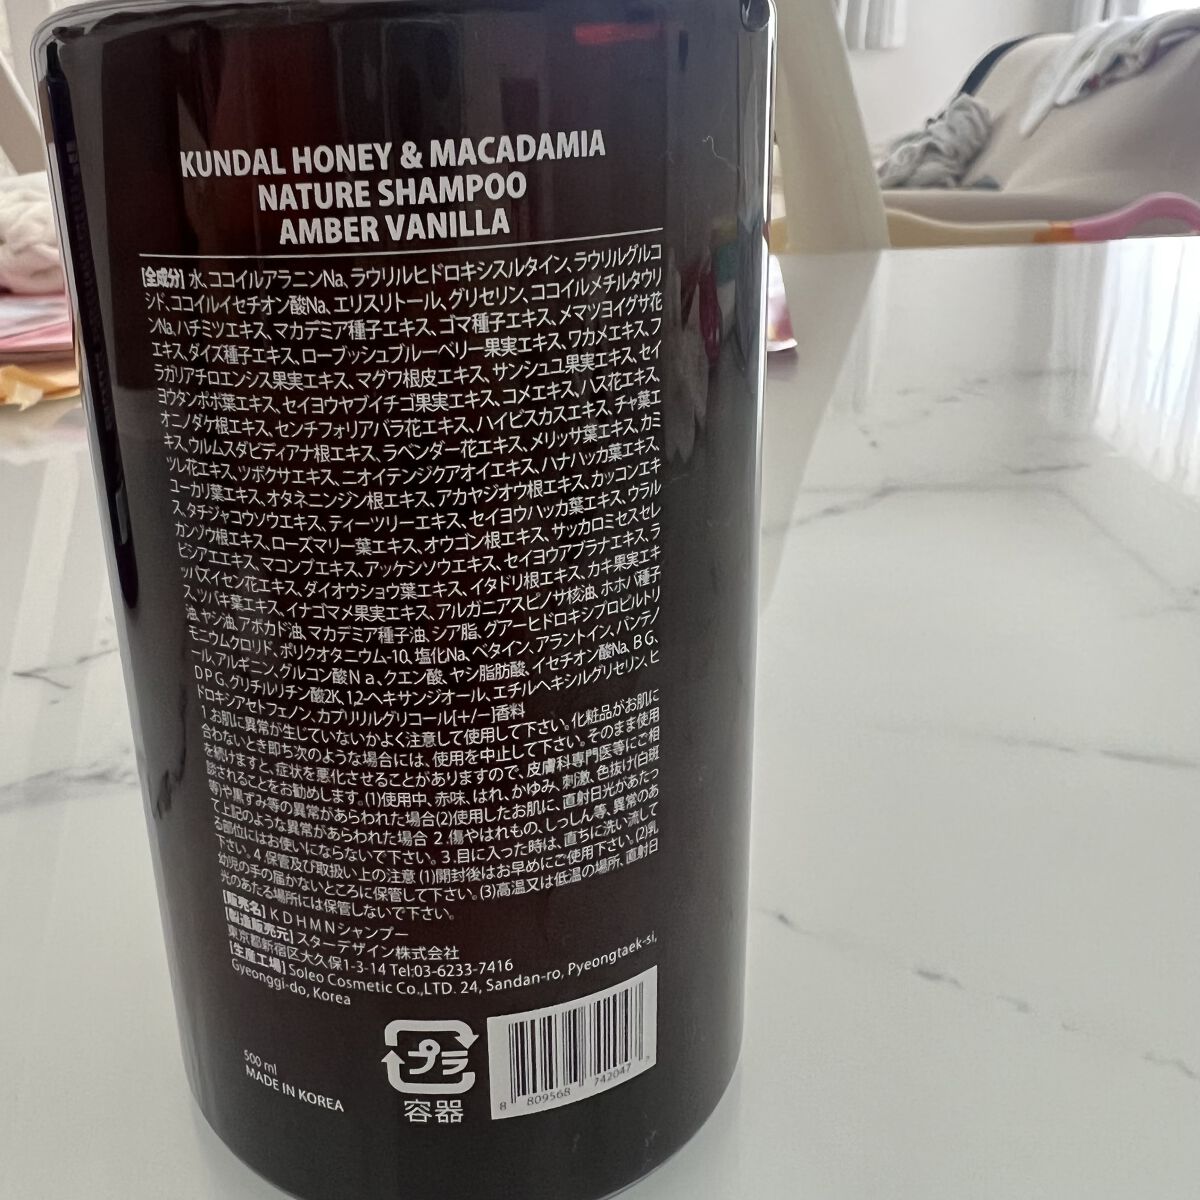 KUNDAL HONEY & MACADAMIA
NATURE SHAMPOO
AMBER VANILLA
[全成分] 水、ココイルアラニンNa、ラウリルヒドロキシスルタイン、ラウリルグルコ
シド、ココイルイセチオン酸Na、エリスリトール、グリセリン、ココイルメチルタウリ
ンNa、ハチミツエキス、マカデミア種子エキス、ゴマ種子エキス、メマツヨイグサ花
エキス、ダイズ種子エキス、ローブッシュブルーベリー果実エキス、ワカメエキス、フ
ラガリアチロエンシス果実エキス、マグワ根皮エキス、サンシュユ果実エキス、セイ
ヨウタンポポ葉エキス、セイヨウヤブイチゴ果実エキス、コメエキス、ハス花エキス、
オニノダケ根エキス、センチフォリアバラ花エキス、ハイビスカスエキス、チャ葉エ
キス、ウルムスダビディアナ根エキス、ラベンダー花エキス、メリッサ葉エキス、カミ
ツレ花エキス、ツボクサエキス、ニオイテンジクアオイエキス、ハナハッカ葉エキス、
ユーカリ葉エキス、オタネニンジン根エキス、アカヤジオウ根エキス、カッコンエキ
ス、タチジャコウソウエキス、ティーツリーエキス、セイヨウハッカ葉エキス、ウラル
カンゾウ根エキス、ローズマリー葉エキス、オウゴン根エキス、サッカロミセスセレ
ビシアエエキス、マコンブエキス、アッケシソウエキス、セイヨウアブラナエキス、ラ
ッパズイセン花エキス、ダイオウショウ葉エキス、イタドリ根エキス、カキ果実エキ
ス、ツバキ葉エキス、イナゴマメ果実エキス、アルガニアスピノサ核油、ホホバ種子
油、ヤシ油、アボカド油、マカデミア種子油、シア脂、グアーヒドロキシプロピルトリ
モニウムクロリド、ポリクオタニウム-10、塩化Na、ベタイン、アラントイン、パンテノ
ール、アルギニン、グルコン酸Ｎａ、クエン酸、ヤシ脂肪酸、イセチオン酸Na、ＢＧ、
ＤＰＧ、グリチルリチン酸2K、1,2-ヘキサンジオール、エチルヘキシルグリセリン、ヒ
ドロキシアセトフェノン、カプリリルグリコール[+/−]香料
1 お肌に異常が生じていないかよく注意して使用して下さい。化粧品がお肌に
合わないとき即ち次のような場合には、使用を中止して下さい。そのまま使用
を続けますと、症状を悪化させることがありますので、皮膚科専門医等にご相
談されることをお勧めします。(1)使用中、赤味、はれ、かゆみ、刺激、色抜け(白斑
等)や黒ずみ等の異常があらわれた場合(2)使用したお肌に、直射日光があたっ
て上記のような異常があらわれた場合 2 .傷やはれもの、しっしん等、異常のあ
る部位にはお使いにならないで下さい。3 .目に入った時は、直ちに洗い流して
下さい。4 .保管及び取扱い上の注意 (1)開封後はお早めにご使用下さい。(2)乳
幼児の手の届かないところに保管して下さい。(3)高温又は低温の場所、直射日
光のあたる場所には保管しないで下さい。
[販売名] ＫＤＨＭＮシャンプー
[製造販売元] スターデザイン株式会社
東京都新宿区大久保1-3-14 Tel:03-6233-7416
[生産工場] Soleo Cosmetic Co.,LTD. 24, Sandan-ro, Pyeongtaek-si,
Gyeonggi-do, Korea
500 ml
MADE IN KOREA
プラ
容器
8 809568 742047